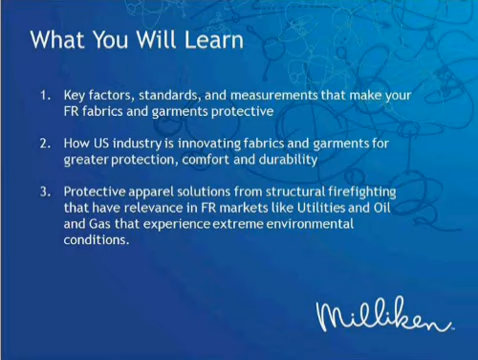 What You Will Learn
1. Key factors, standards, and measurements that make your
FR fabrics and garments protective
2. How US industry is innovating fabrics and garments for
greater protection, comfort and durability
3. Protective apparel solutions from structural firefighting
that have relevance in FR markets like Utilities and Oil
and Gas that experience extreme environmental
conditions.
Milliken